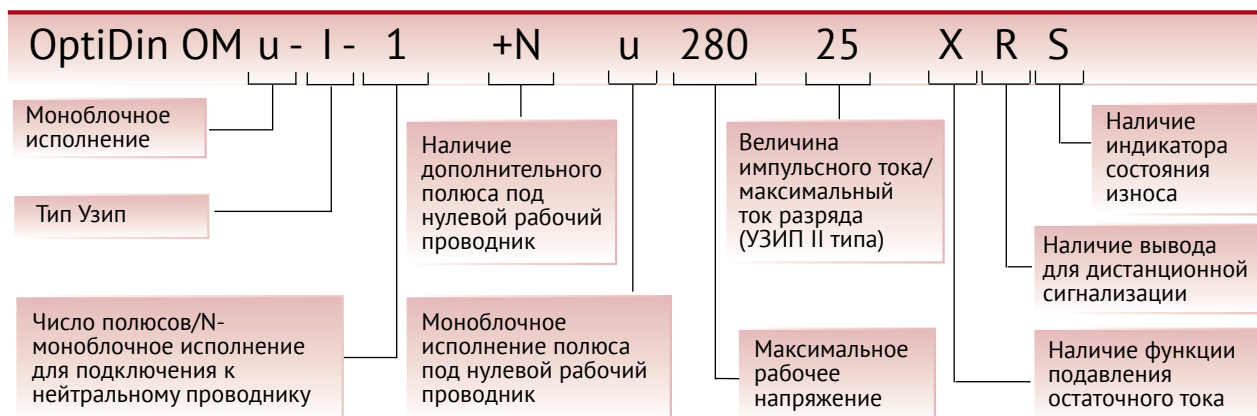 OptiDin OM u - I - 1 +N u 280 25 X R S
Моноблочное
исполнение
Тип Узип
Число полюсов/N-
моноблочное исполнение
для подключения к
нейтральному проводнику
Наличие
дополнительного
полюса под
нулевой рабочий
проводник
Моноблочное
исполнение полюса
под нулевой рабочий
проводник
Величина
импульсного тока/
максимальный
ток разряда
(УЗИП II типа)
Максимальное
рабочее
напряжение
Наличие
индикатора
состояния
износа
Наличие вывода
для дистанционной
сигнализации
Наличие функции
подавления
остаточного тока